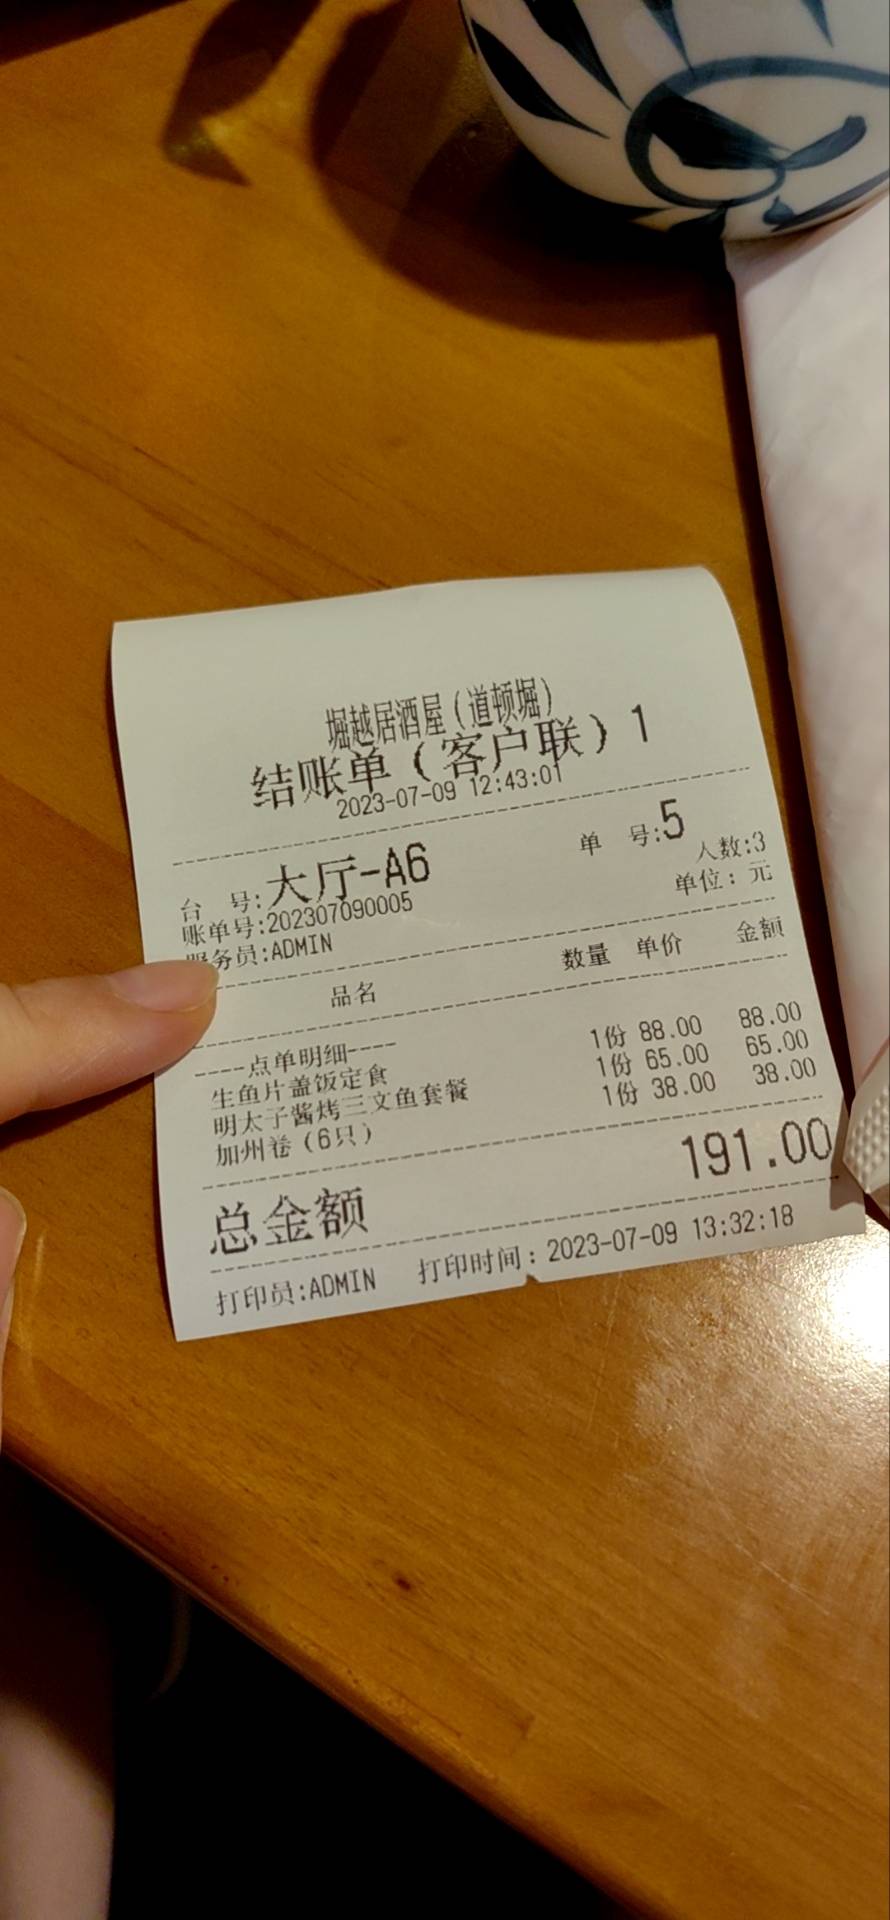 堀越居酒屋(道顿堀)
结账单(客户联)1
2023-07-09 12:43:01
台 号:大厅-A6 单 号:5
账单号:202307090005 人数:3
服务员:ADMIN 单位: 元
品名 数量 单价 金额
----点单明细----
生鱼片盖饭定食 1份 88.00 88.00
明太子酱烤三文鱼套餐 1份 65.00 65.00
加州卷(6只) 1份 38.00 38.00
总金额 191.00
打印员:ADMIN 打印时间: 2023-07-09 13:32:18